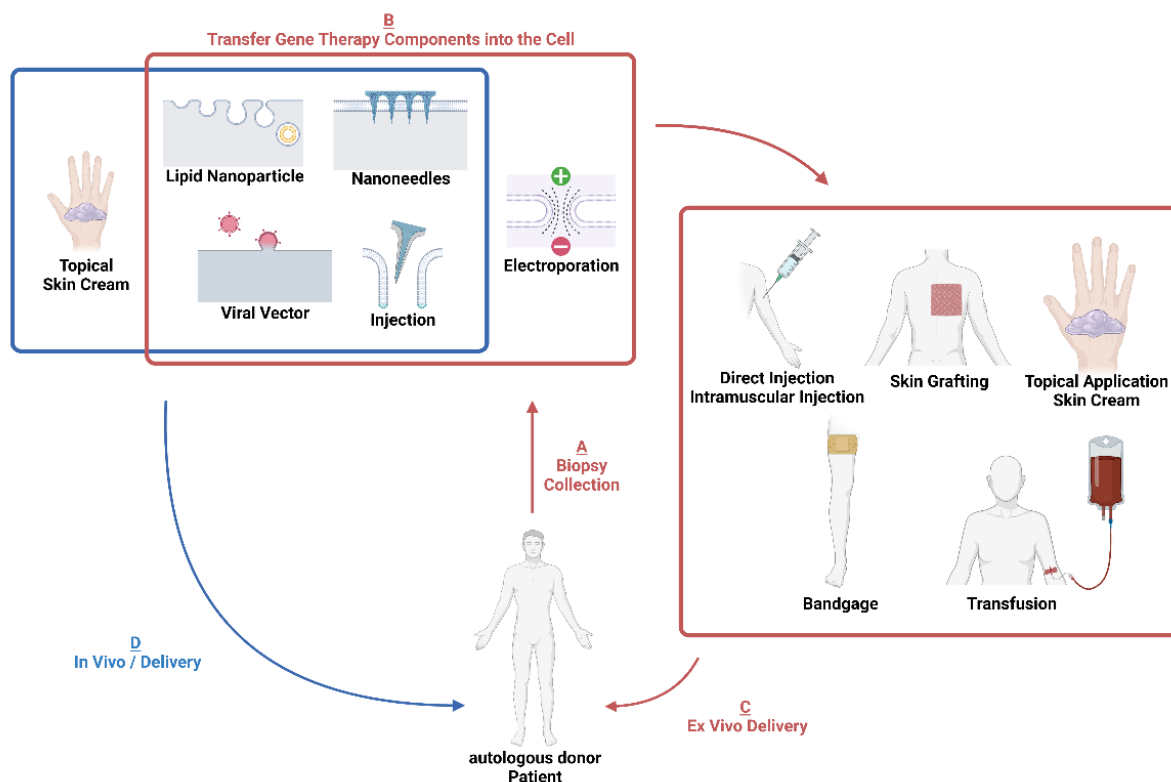 B
Transfer Gene Therapy Components into the Cell
Lipid Nanoparticle
Nanoneedles
Topical
Skin Cream
Viral Vector
Injection
Electroporation
Direct Injection
Intramuscular Injection
Skin Grafting
Topical Application
Skin Cream
Bandgage
Transfusion
A
Biopsy
Collection
D
In Vivo / Delivery
C
Ex Vivo Delivery
autologous donor
Patient